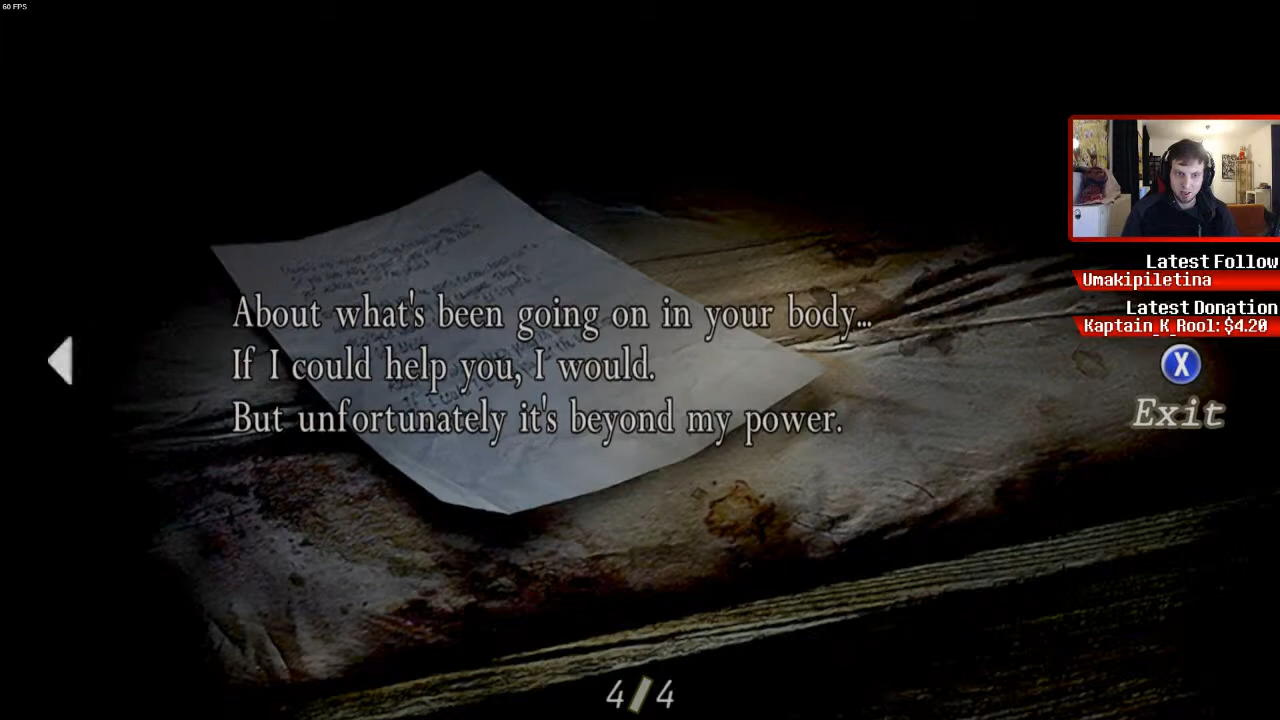 60 FPS
Latest Follow
Umakipiletina
Latest Donation
Kaptain_K_Rool: $4.20
About what's been going on in your body...
If I could help you, I would.
But unfortunately it's beyond my power.
X
Exit
4/4